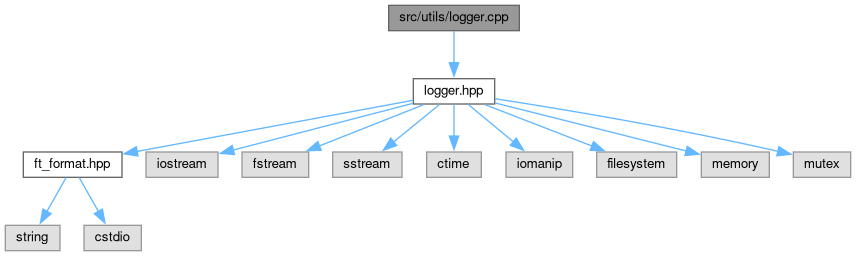 src/utils/logger.cpp
logger.hpp
ft_format.hpp
iostream
fstream
sstream
ctime
iomanip
filesystem
memory
mutex
string
cstdio